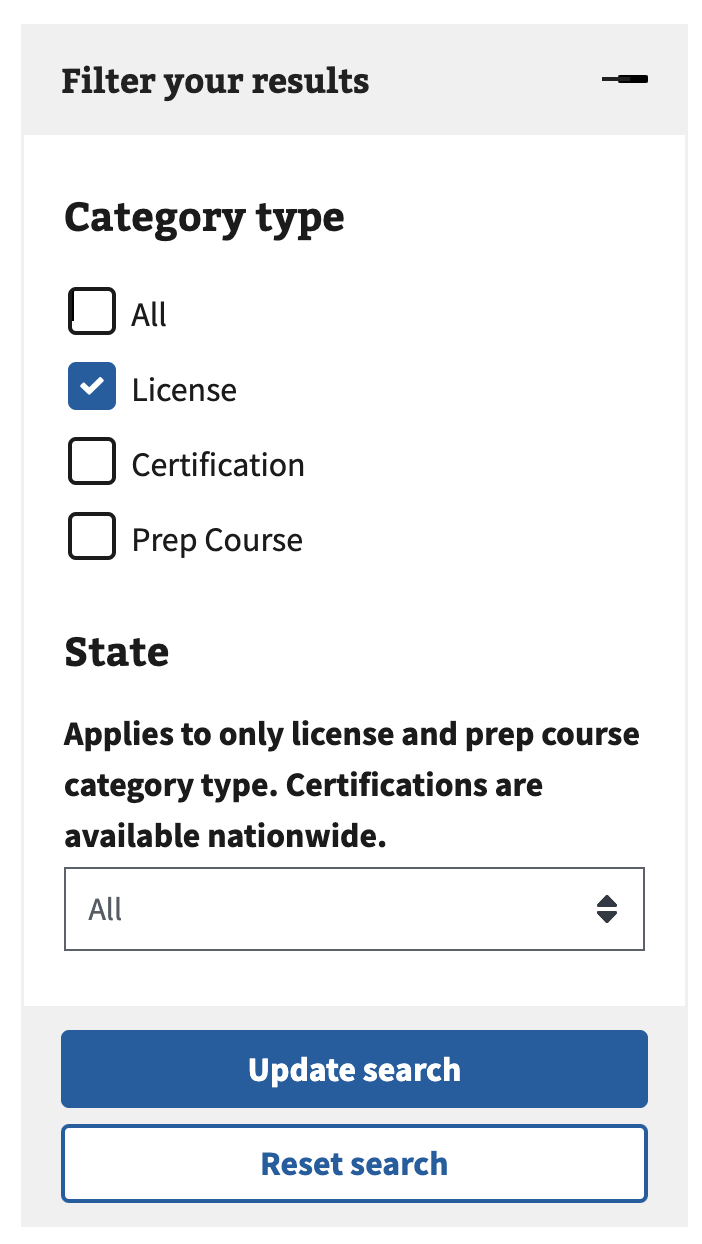 Filter your results
Category type
All
License
Certification
Prep Course
State
Applies to only license and prep course
category type. Certifications are
available nationwide.
All
Update search
Reset search